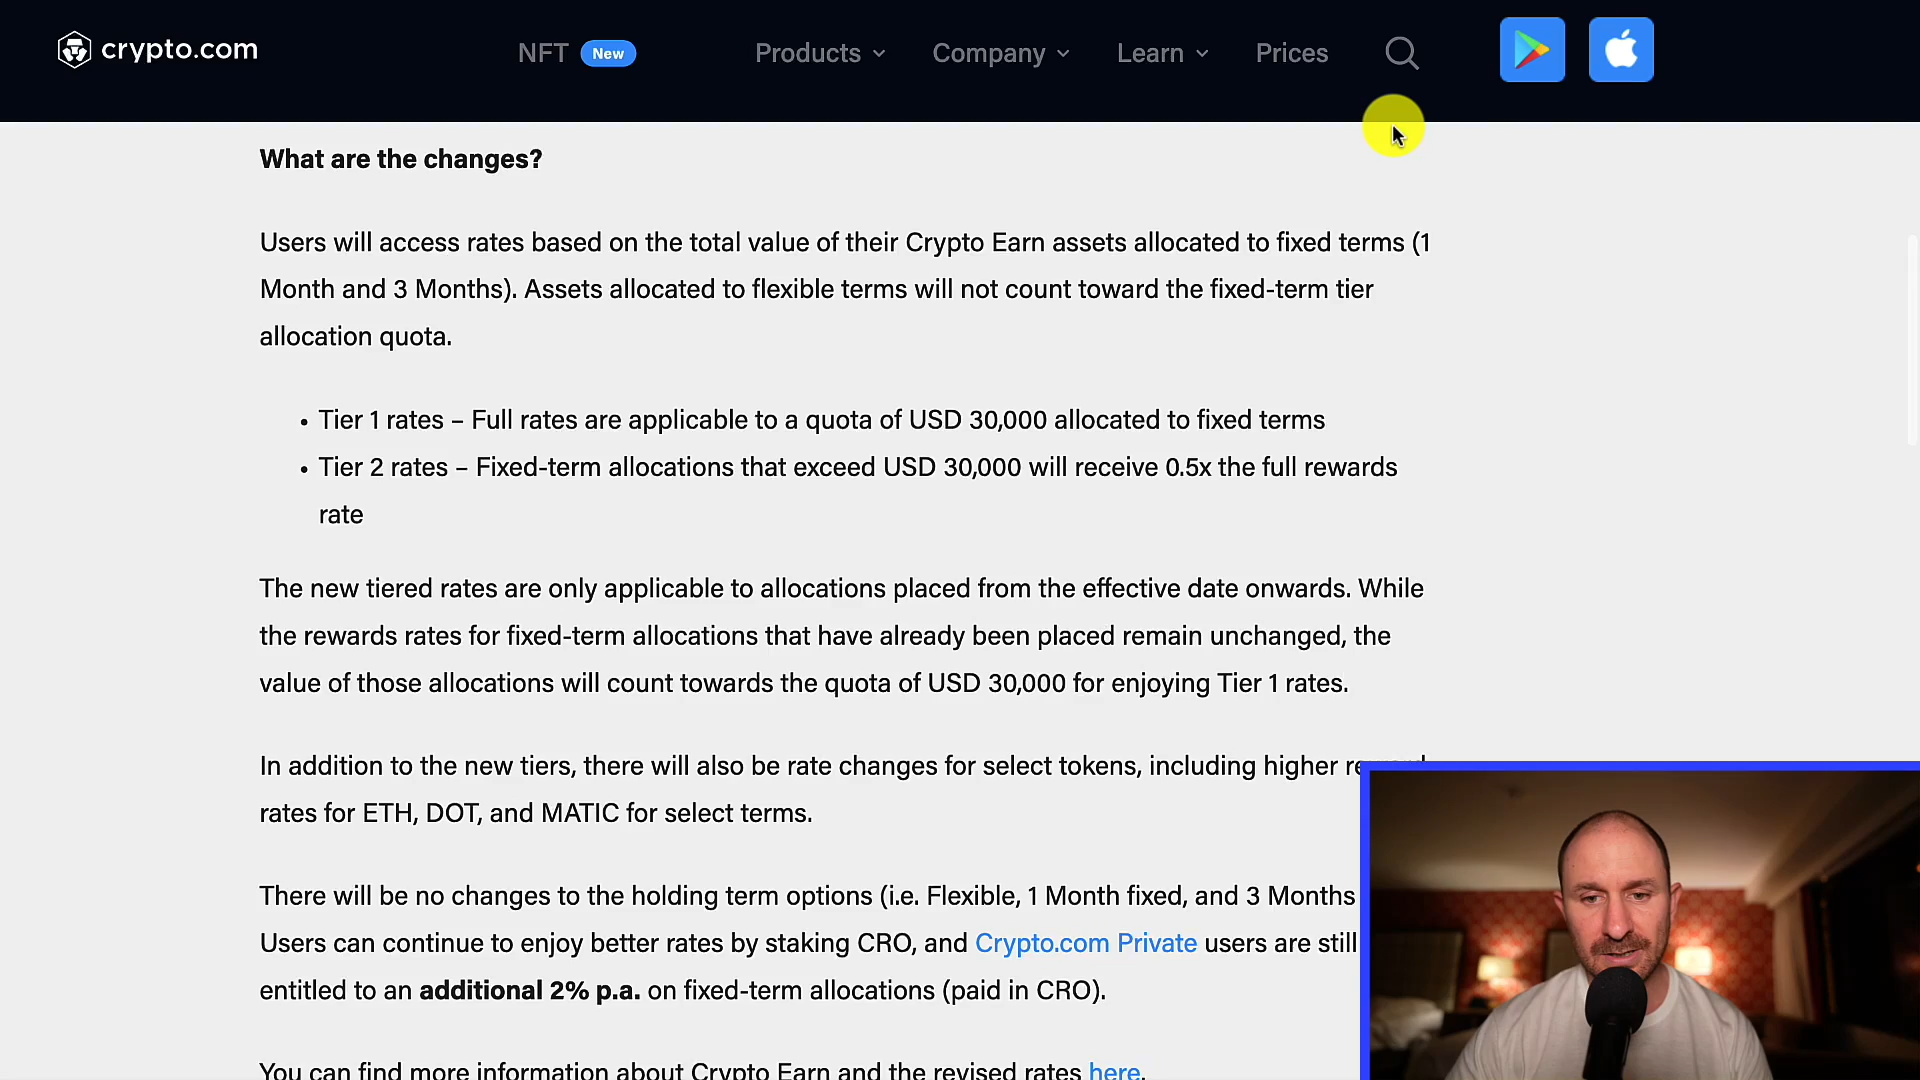 crypto.com
NFT New Products Company Learn Prices
What are the changes?
Users will access rates based on the total value of their Crypto Earn assets allocated to fixed terms (1
Month and 3 Months). Assets allocated to flexible terms will not count toward the fixed-term tier
allocation quota.
• Tier 1 rates – Full rates are applicable to a quota of USD 30,000 allocated to fixed terms
• Tier 2 rates – Fixed-term allocations that exceed USD 30,000 will receive 0.5x the full rewards
rate
The new tiered rates are only applicable to allocations placed from the effective date onwards. While
the rewards rates for fixed-term allocations that have already been placed remain unchanged, the
value of those allocations will count towards the quota of USD 30,000 for enjoying Tier 1 rates.
In addition to the new tiers, there will also be rate changes for select tokens, including higher reward
rates for ETH, DOT, and MATIC for select terms.
There will be no changes to the holding term options (i.e. Flexible, 1 Month fixed, and 3 Months
Users can continue to enjoy better rates by staking CRO, and Crypto.com Private users are still
entitled to an additional 2% p.a. on fixed-term allocations (paid in CRO).
You can find more information about Crypto Earn and the revised rates here.